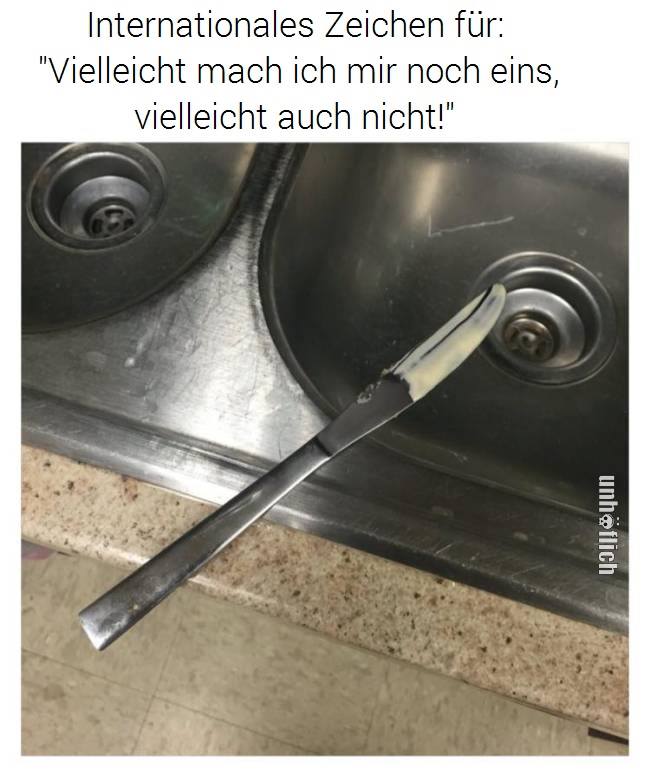 Internationales Zeichen für:
"Vielleicht mach ich mir noch eins,
vielleicht auch nicht!"
unhöflich